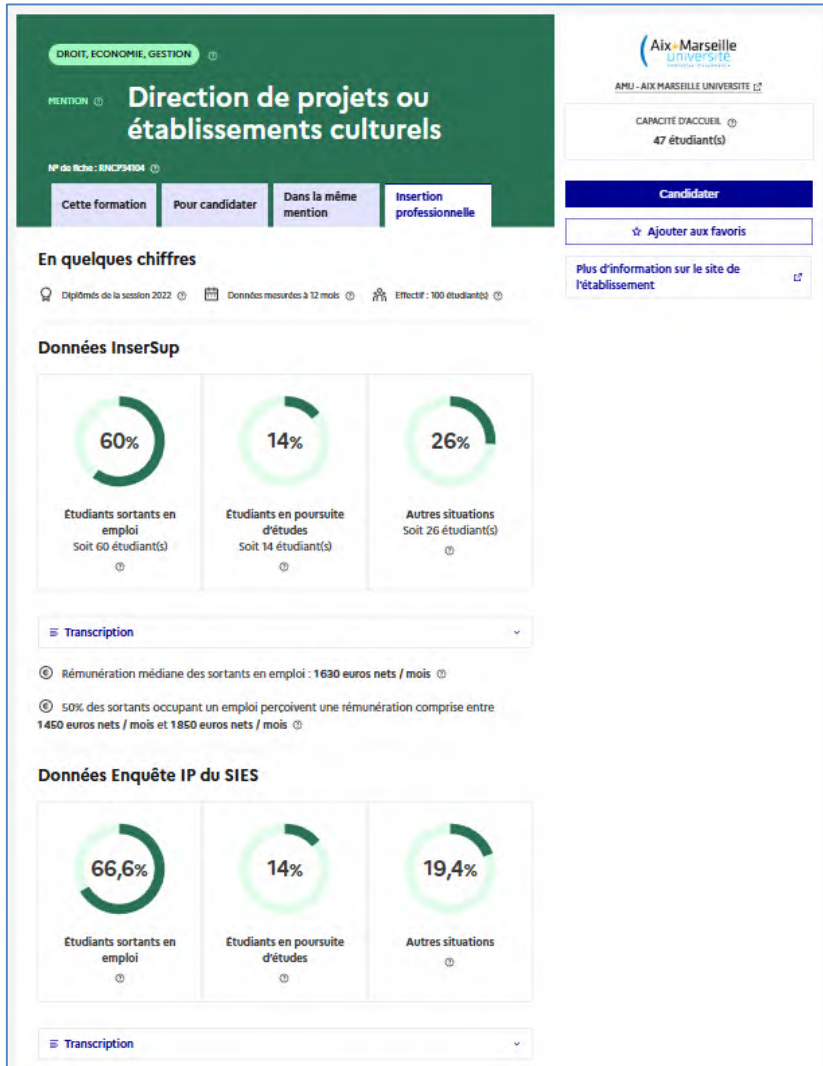 DROIT, ECONOMIE, GESTION
MENTION
Direction de projets ou
établissements culturels
N° de fiche : RNCP34104
Cette formation
Pour candidater
Dans la même
mention
Insertion
professionnelle
Aix*Marseille
université
AMU - AIX MARSEILLE UNIVERSITE
CAPACITÉ D'ACCUEIL
47 étudiant(s)
Candidater
Ajouter aux favoris
Plus d'information sur le site de
l'établissement
En quelques chiffres
Diplômés de la session 2022
Données mesurées à 12 mois
Effectif : 100 étudiant(s)
Données InserSup
60%
Étudiants sortants en
emploi
Soit 60 étudiant(s)
14%
Étudiants en poursuite
d'études
Soit 14 étudiant(s)
26%
Autres situations
Soit 26 étudiant(s)
Transcription
Rémunération médiane des sortants en emploi : 1630 euros nets / mois
50% des sortants occupant un emploi perçoivent une rémunération comprise entre
1450 euros nets / mois et 1850 euros nets / mois
Données Enquête IP du SIES
66,6%
Étudiants sortants en
emploi
14%
Étudiants en poursuite
d'études
19,4%
Autres situations
Transcription